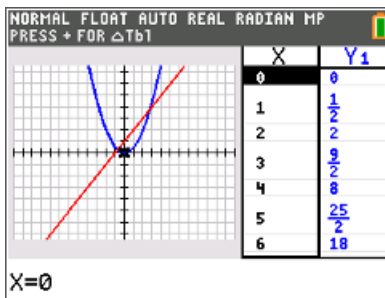 NORMAL FLOAT AUTO REAL RADIAN MP
PRESS + FOR △Tbl
X Y1
0 0
1 1/2
2 2
3 9/2
4 8
5 25/2
6 18
X=0